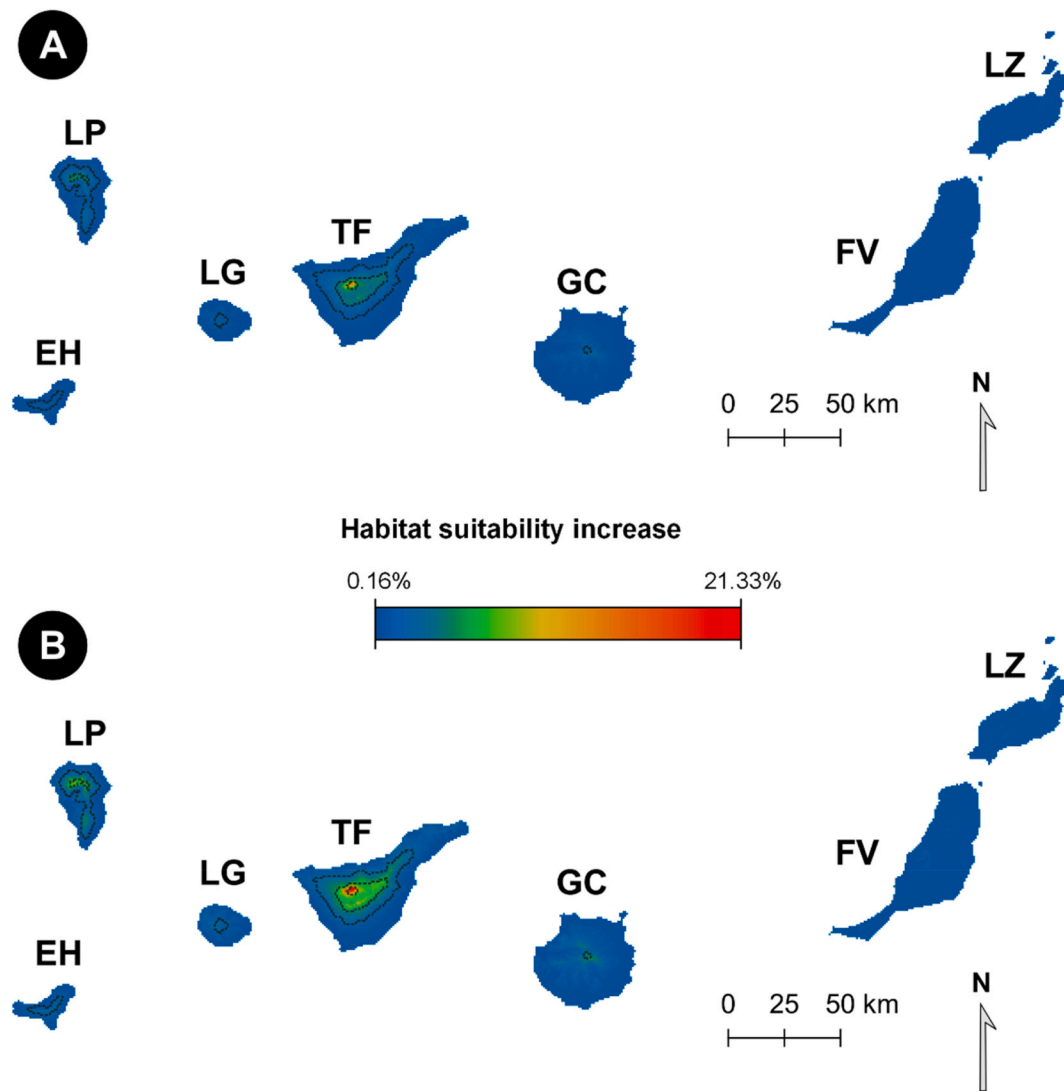 A
LZ
LP
TF
LG
FV
GC
EH
N
0 25 50 km
Habitat suitability increase
0.16% 21.33%
B
LZ
LP
TF
FV
LG
GC
EH
N
0 25 50 km